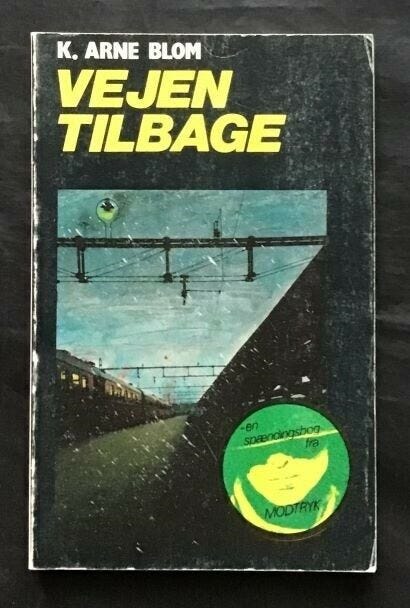 K. ARNE BLOM
VEJEN
TILBAGE
-en
spændingsbog
fra
MODTRYK